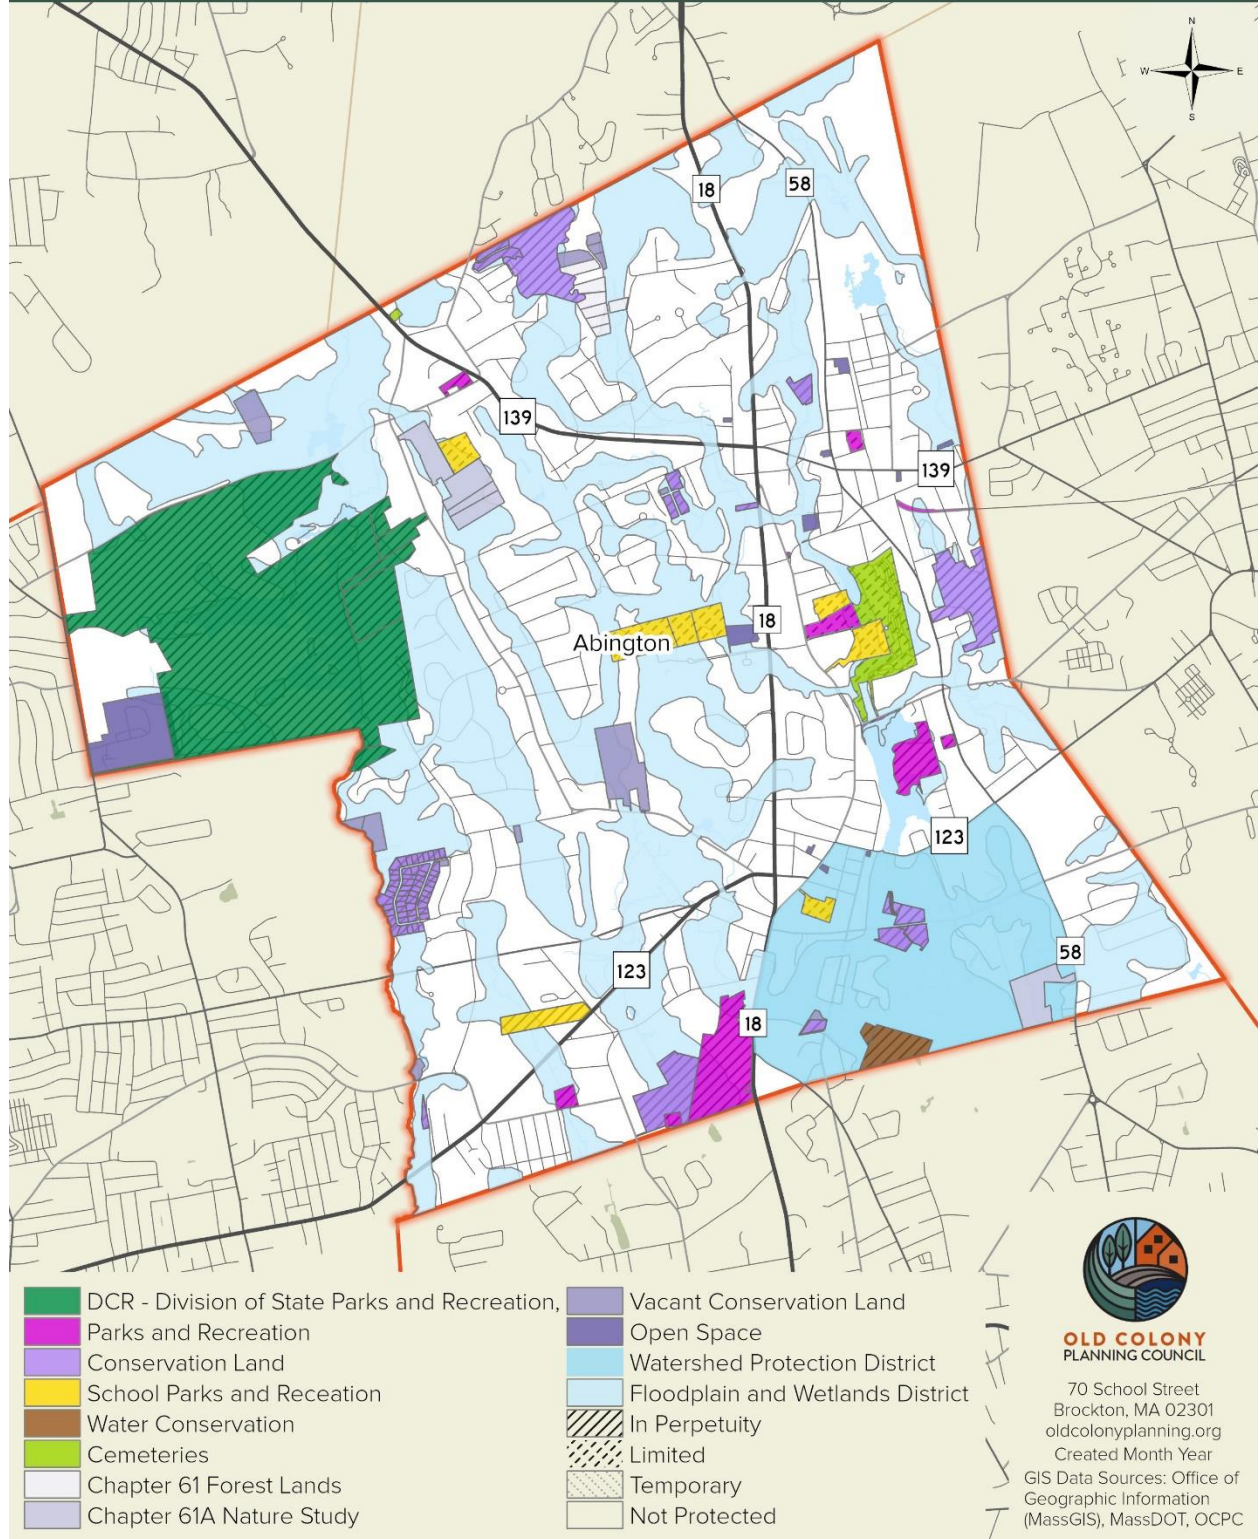 N
W E
S
18
58
139
139
18
Abington
123
58
123
18
DCR - Division of State Parks and Recreation,
Parks and Recreation
Conservation Land
School Parks and Receation
Water Conservation
Cemeteries
Chapter 61 Forest Lands
Chapter 61A Nature Study
Vacant Conservation Land
Open Space
Watershed Protection District
Floodplain and Wetlands District
In Perpetuity
Limited
Temporary
Not Protected
OLD COLONY
PLANNING COUNCIL
70 School Street
Brockton, MA 02301
oldcolonyplanning.org
Created Month Year
GIS Data Sources: Office of
Geographic Information
(MassGIS), MassDOT, OCPC